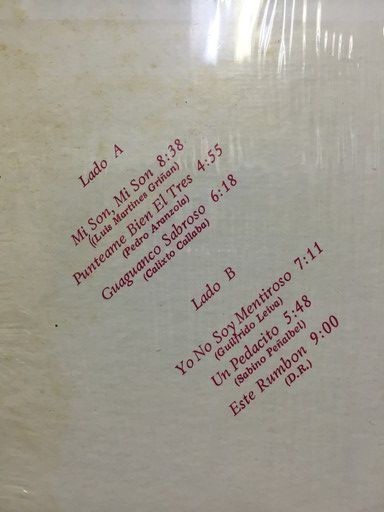 Lado A
Mi Son, Mi Son 8:38
((Luis Martines Griñan)
Punteame Bien El Tres 4:55
(Pedro Aranzola)
Guaguanco Sabroso 6:18
(Calixto Calloba)
Lado B
Yo No Soy Mentiroso 7:11
(Guilfrido Leiva)
Un Pedacito 5:48
(Sabino Peñalbel)
Este Rumbon 9:00
(D.R.)